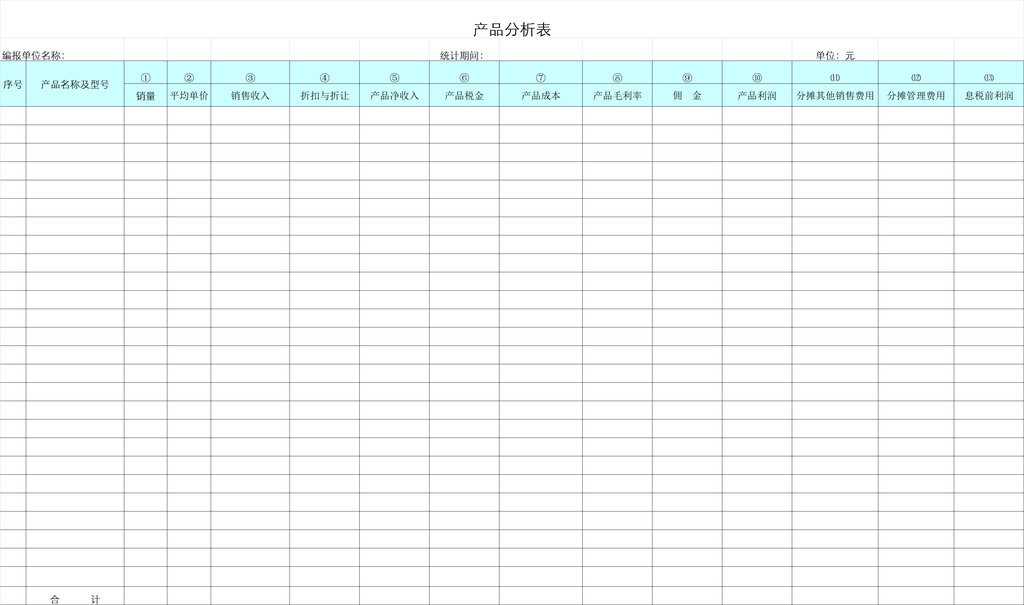 产品分析表
编报单位名称： 统计期间： 单位：元
序号 产品名称及型号 ① ② ③ ④ ⑤ ⑥ ⑦ ⑧ ⑨ ⑩ ⑾ ⑿ ⒀
销量 平均单价 销售收入 折扣与折让 产品净收入 产品税金 产品成本 产品毛利率 佣 金 产品利润 分摊其他销售费用 分摊管理费用 息税前利润
合 计